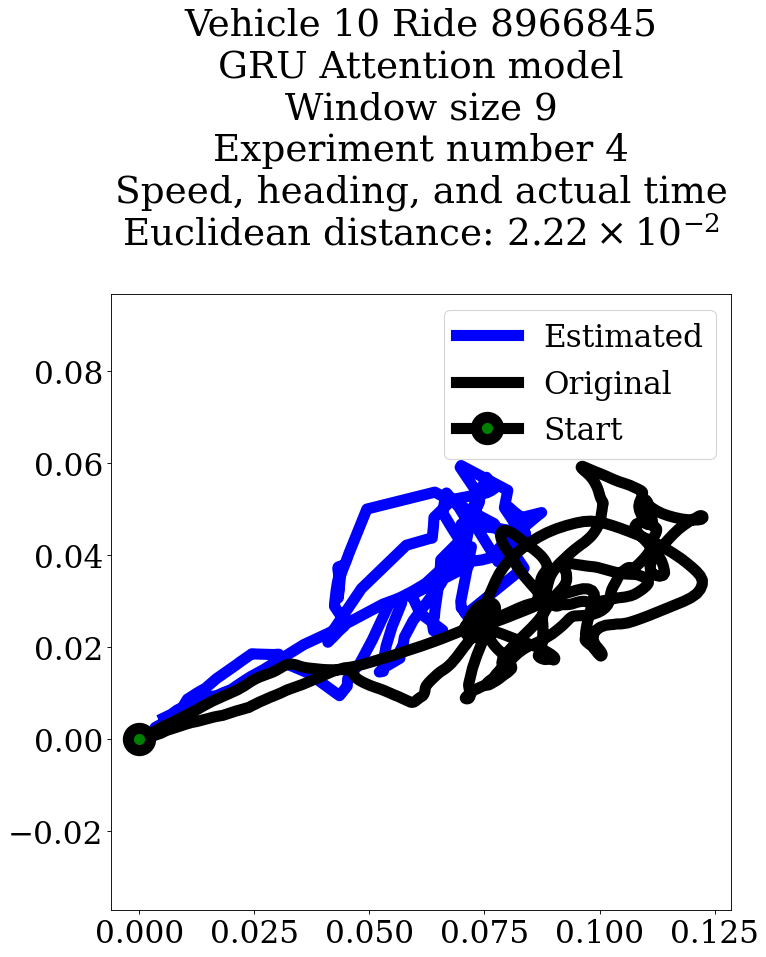 Vehicle 10 Ride 8966845
GRU Attention model
Window size 9
Experiment number 4
Speed, heading, and actual time
Euclidean distance: 2.22 × 10⁻²
Estimated
Original
Start
0.08
0.06
0.04
0.02
0.00
−0.02
0.000 0.025 0.050 0.075 0.100 0.125